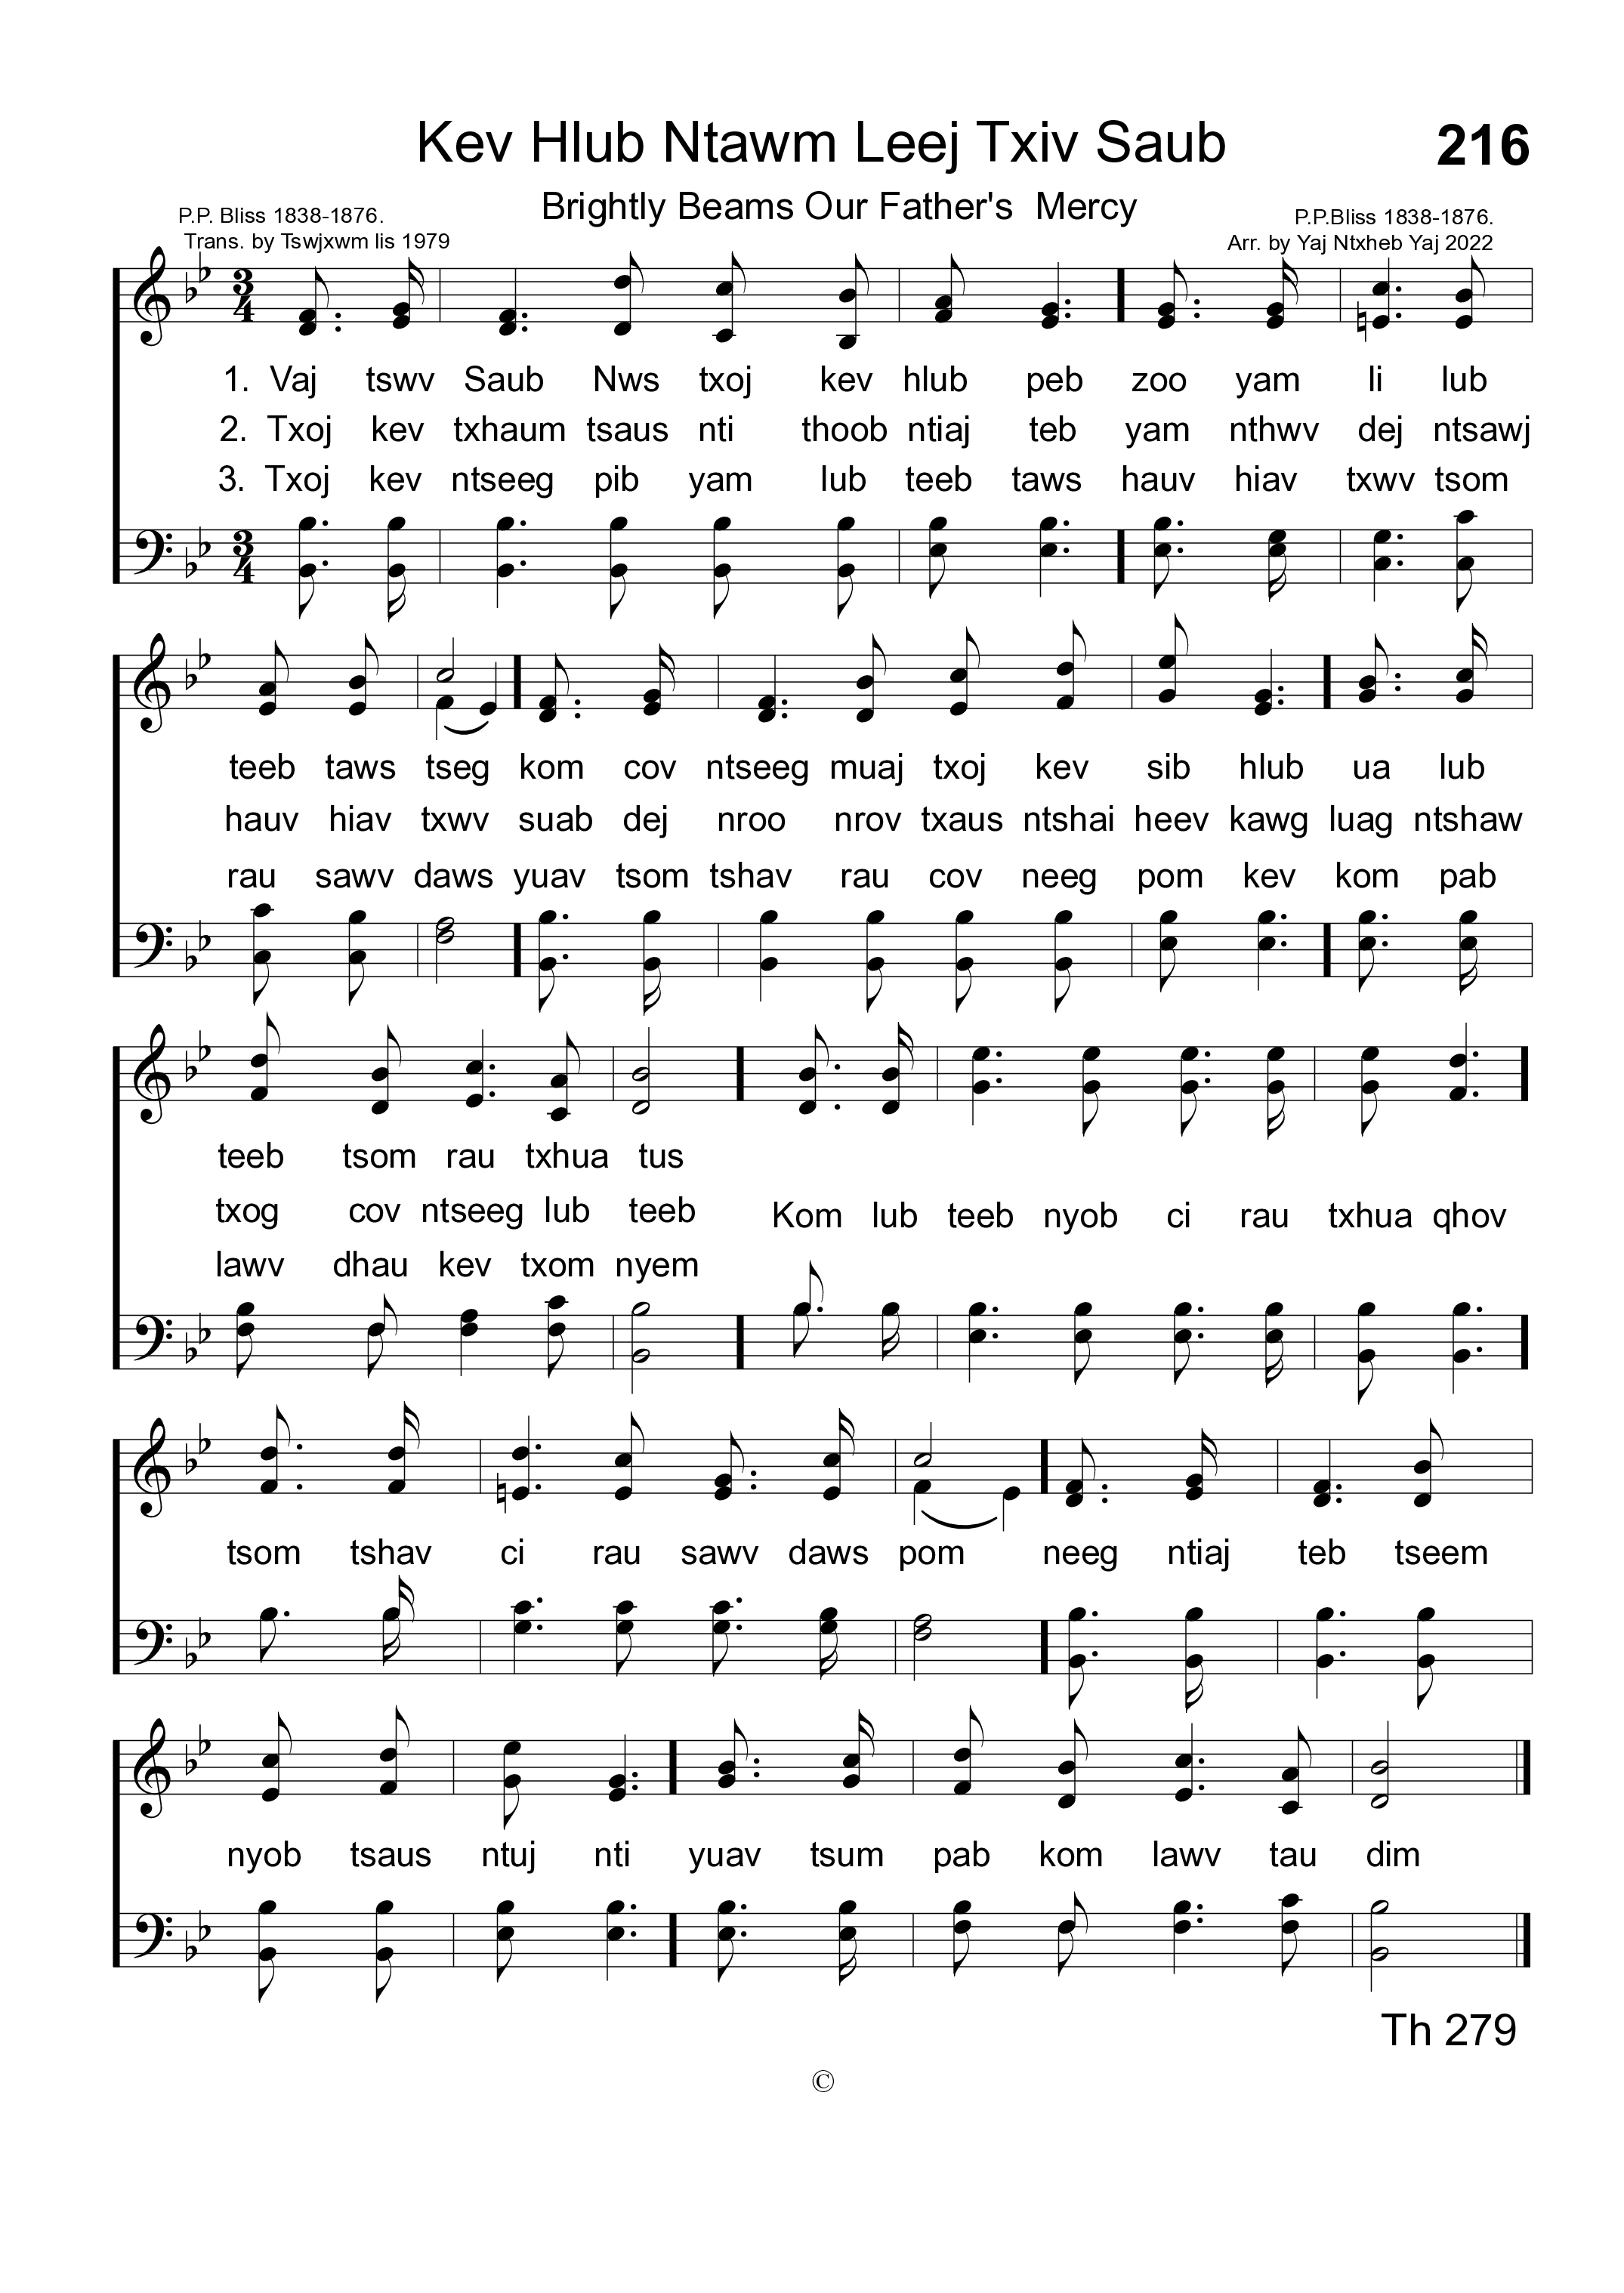 Kev Hlub Ntawm Leej Txiv Saub
216
Brightly Beams Our Father's Mercy
P.P. Bliss 1838-1876.
Trans. by Tswjxwm lis 1979
P.P.Bliss 1838-1876.
Arr. by Yaj Ntxheb Yaj 2022
3
4
1. Vaj tswv Saub Nws txoj kev hlub peb zoo yam li lub
2. Txoj kev txhaum tsaus nti thoob ntiaj teb yam nthwv dej ntsawj
3. Txoj kev ntseeg pib yam lub teeb taws hauv hiav txwv tsom
3
4
teeb taws tseg kom cov ntseeg muaj txoj kev sib hlub ua lub
hauv hiav txwv suab dej nroo nrov txaus ntshai heev kawg luag ntshaw
rau sawv daws yuav tsom tshav rau cov neeg pom kev kom pab
teeb tsom rau txhua tus
txog cov ntseeg lub teeb Kom lub teeb nyob ci rau txhua qhov
lawv dhau kev txom nyem
tsom tshav ci rau sawv daws pom neeg ntiaj teb tseem
nyob tsaus ntuj nti yuav tsum pab kom lawv tau dim
Th 279
©